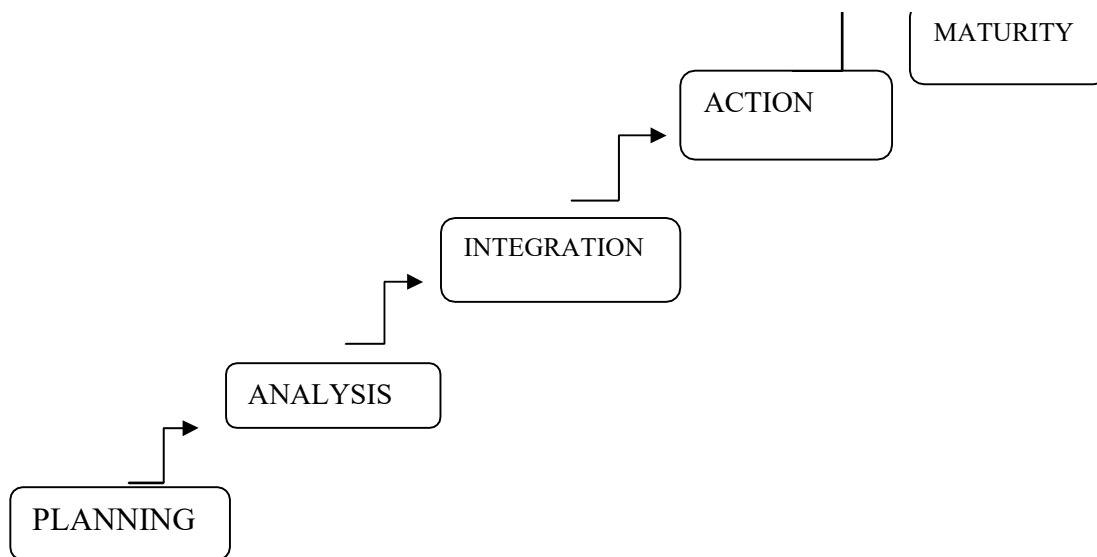 MATURITY
ACTION
INTEGRATION
ANALYSIS
PLANNING